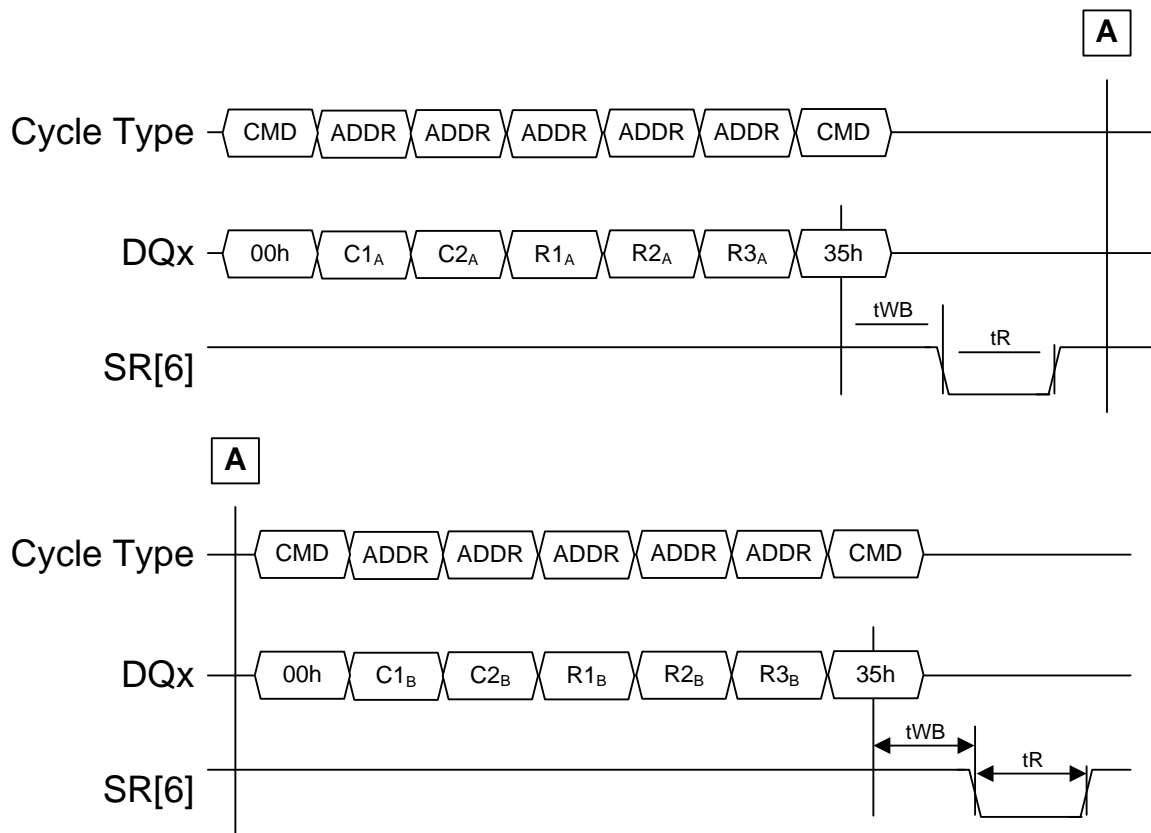 A
Cycle Type CMD ADDR ADDR ADDR ADDR ADDR CMD
DQx 00h C1A C2A R1A R2A R3A 35h
tWB
tR
SR[6]
A
Cycle Type CMD ADDR ADDR ADDR ADDR ADDR CMD
DQx 00h C1B C2B R1B R2B R3B 35h
tWB
tR
SR[6]